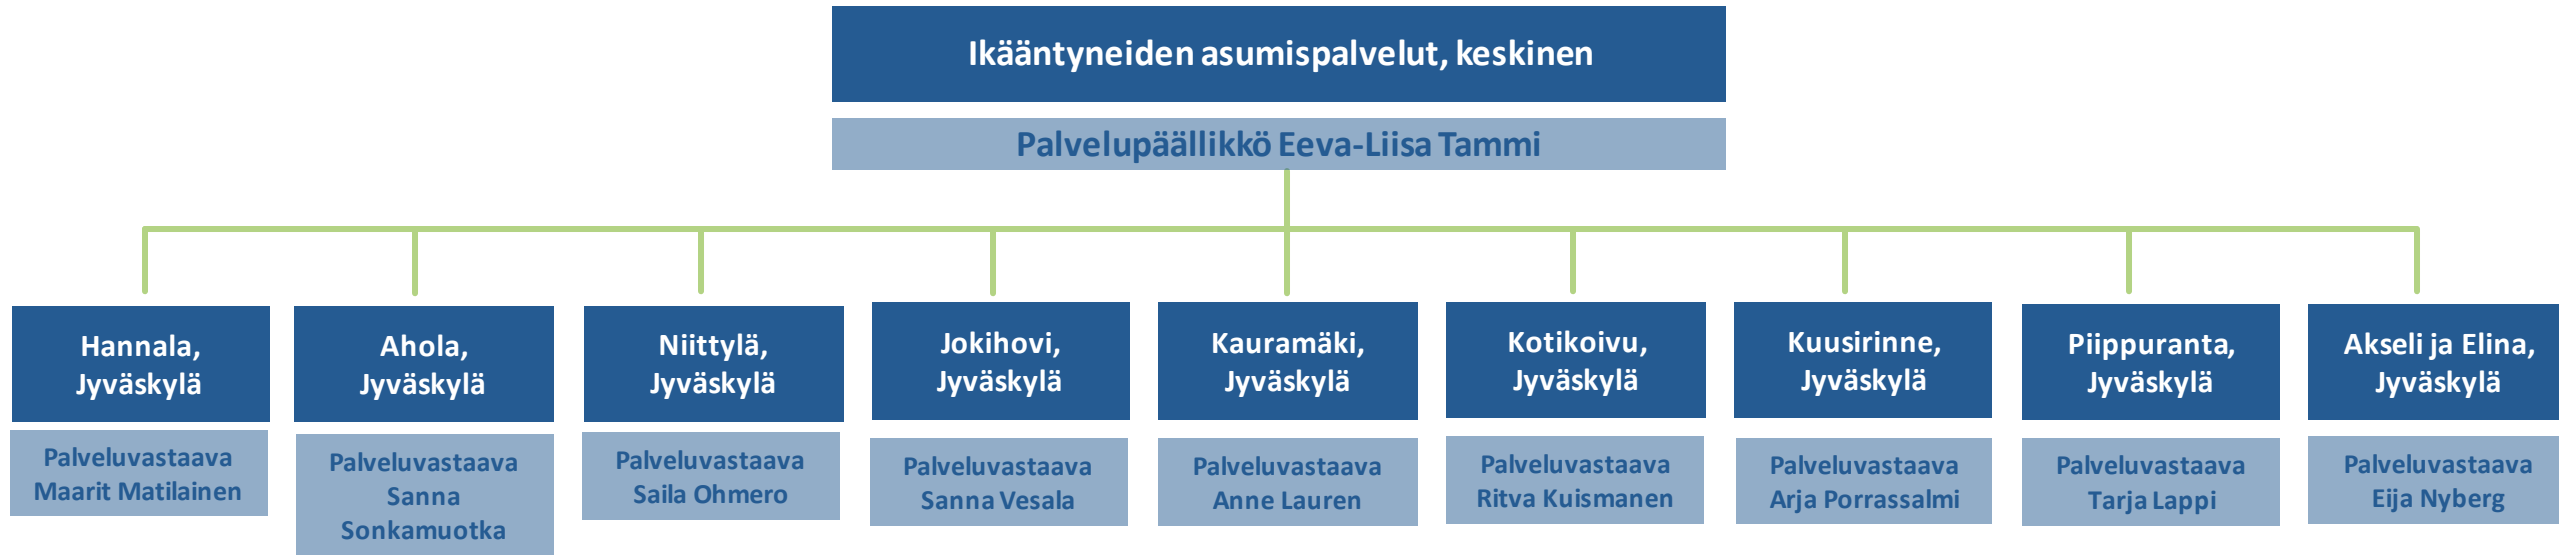 Ikääntyneiden asumispalvelut, keskinen
Palvelupäällikkö Eeva-Liisa Tammi
Hannala,
Jyväskylä
Palveluvastaava
Maarit Matilainen
Ahola,
Jyväskylä
Palveluvastaava
Sanna
Sonkamuotka
Niittylä,
Jyväskylä
Palveluvastaava
Saila Ohmero
Jokihovi,
Jyväskylä
Palveluvastaava
Sanna Vesala
Kauramäki,
Jyväskylä
Palveluvastaava
Anne Lauren
Kotikoivu,
Jyväskylä
Palveluvastaava
Ritva Kuismanen
Kuusirinne,
Jyväskylä
Palveluvastaava
Arja Porrassalmi
Piippuranta,
Jyväskylä
Palveluvastaava
Tarja Lappi
Akseli ja Elina,
Jyväskylä
Palveluvastaava
Eija Nyberg